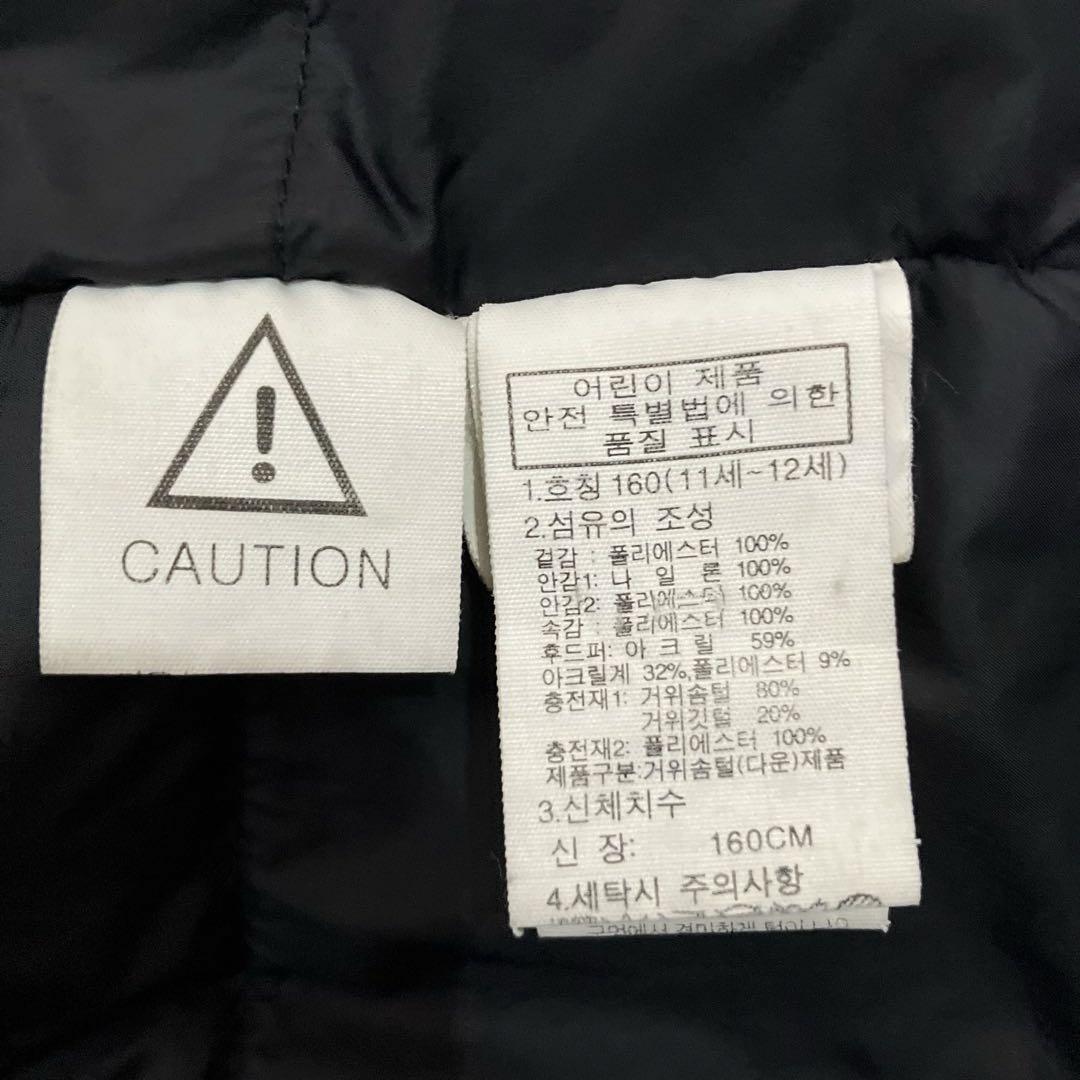 CAUTION
어린이 제품
안전 특별법에 의한
품질 표시
1.호칭 160(11세~12세)
2.섬유의 조성
겉감 : 폴리에스터 100%
안감1: 나 일 론 100%
안감2: 폴리에스터 100%
속감 : 폴리에스터 100%
후드퍼: 아 크 릴 59%
아크릴계 32%,폴리에스터 9%
충전재1: 거위솜털 80%
거위깃털 20%
충전재2: 폴리에스터 100%
제품구분:거위솜털(다운)제품
3.신체치수
신 장: 160CM
4.세탁시 주의사항